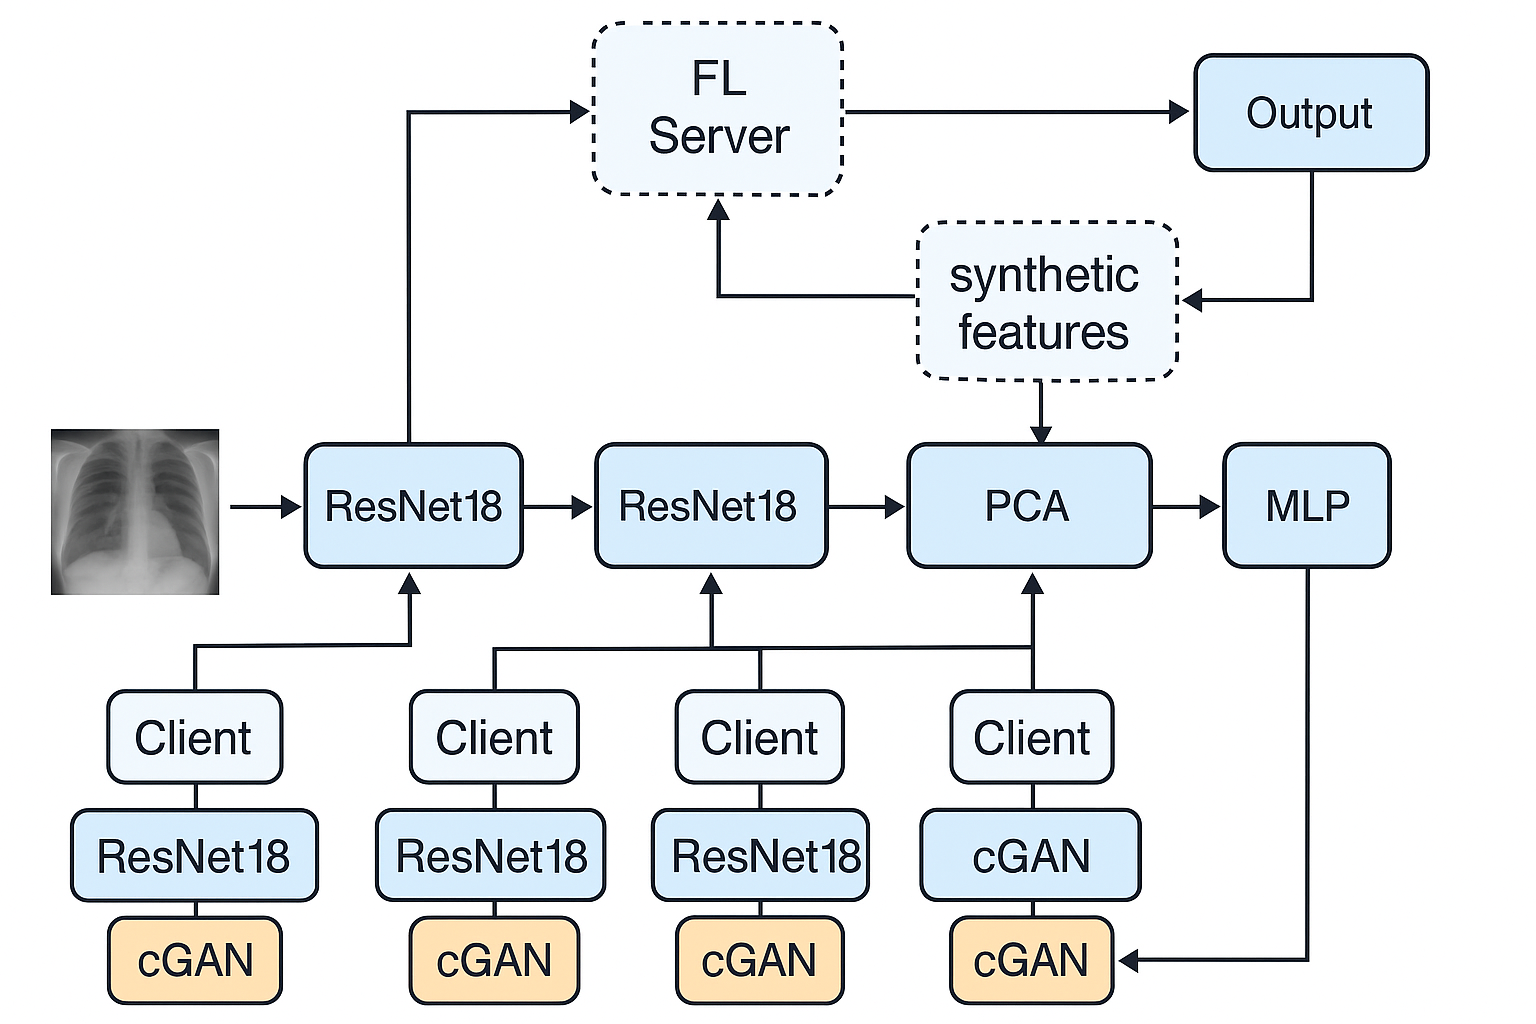 FL
Server
Output
synthetic
features
ResNet18
ResNet18
PCA
MLP
Client
Client
Client
Client
ResNet18
ResNet18
ResNet18
cGAN
cGAN
cGAN
cGAN
cGAN